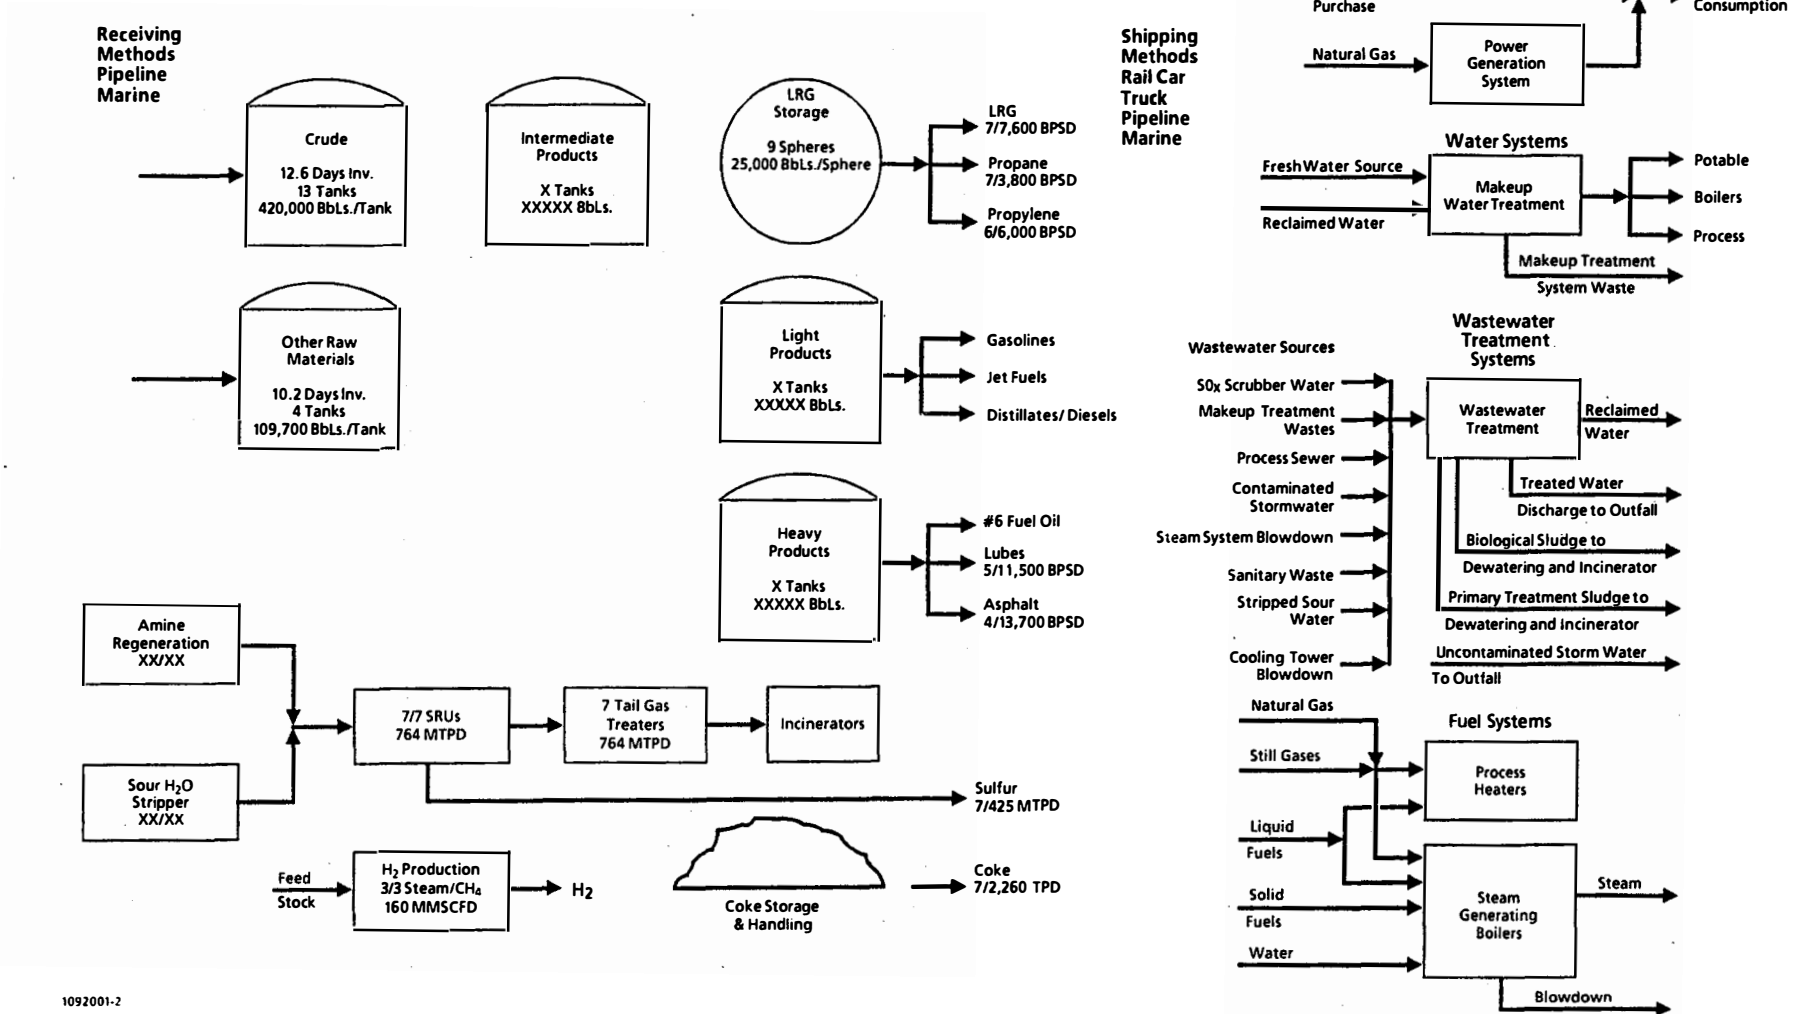 Receiving
Methods
Pipeline
Marine
Crude
12.6 Days Inv.
13 Tanks
420,000 BbLs./Tank
Intermediate
Products
X Tanks
XXXXX 8bLs.
LRG
Storage
9 Spheres
25,000 BbLs./Sphere
LRG
7/7,600 BPSD
Propane
7/3,800 BPSD
Propylene
6/6,000 BPSD
Other Raw
Materials
10.2 Days Inv.
4 Tanks
109,700 BbLs./Tank
Light
Products
X Tanks
XXXXX BbLs.
Gasolines
Jet Fuels
Distillates/ Diesels
Heavy
Products
X Tanks
XXXXX BbLs.
#6 Fuel Oil
Lubes
5/11,500 BPSD
Asphalt
4/13,700 BPSD
Amine
Regeneration
XX/XX
Sour H₂O
Stripper
XX/XX
7/7 SRUs
764 MTPD
7 Tail Gas
Treaters
764 MTPD
Incinerators
Sulfur
7/425 MTPD
Feed
Stock
H₂ Production
3/3 Steam/CH₄
160 MMSCFD
H₂
Coke Storage
& Handling
Coke
7/2,260 TPD
1092001-2
Shipping
Methods
Rail Car
Truck
Pipeline
Marine
Purchase
Consumption
Natural Gas
Power
Generation
System
Water Systems
Fresh Water Source
Reclaimed Water
Makeup
Water Treatment
Potable
Boilers
Process
Makeup Treatment
System Waste
Wastewater
Treatment
Systems
Wastewater Sources
S0x Scrubber Water
Makeup Treatment
Wastes
Process Sewer
Contaminated
Stormwater
Steam System Blowdown
Sanitary Waste
Stripped Sour
Water
Cooling Tower
Blowdown
Wastewater
Treatment
Reclaimed
Water
Treated Water
Discharge to Outfall
Biological Sludge to
Dewatering and Incinerator
Primary Treatment Sludge to
Dewatering and Incinerator
Uncontaminated Storm Water
To Outfall
Fuel Systems
Natural Gas
Still Gases
Liquid
Fuels
Solid
Fuels
Water
Process
Heaters
Steam
Generating
Boilers
Steam
Blowdown